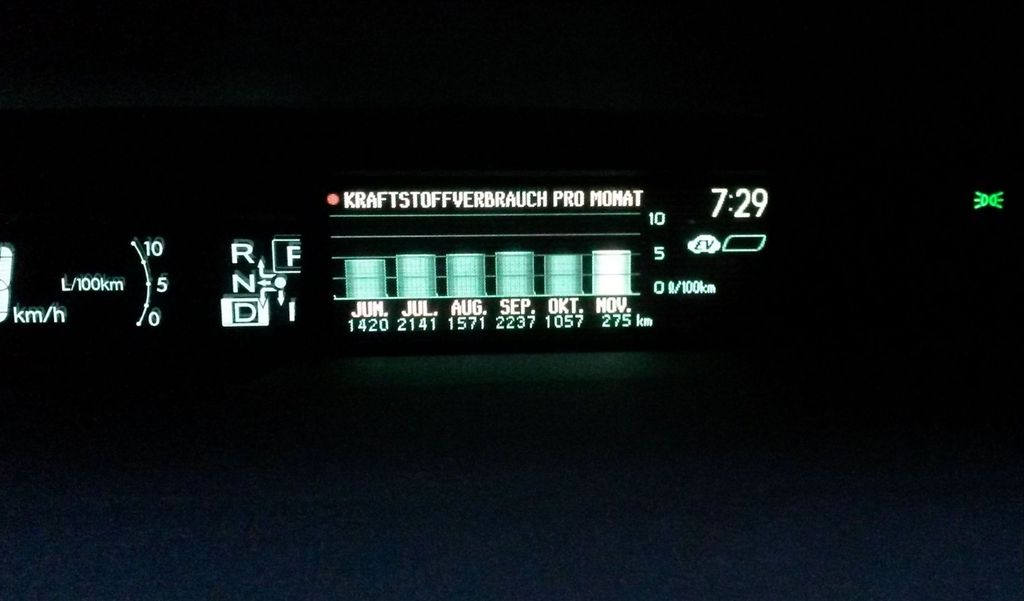 KRAFTSTOFFVERBRAUCH PRO MONAT
7:29
10
5
0 ℓ/100km
EV
JUN. JUL. AUG. SEP. OKT. NOV.
1420 2141 1571 2237 1057 275 km
km/h
L/100km
10
5
0
R
N
D